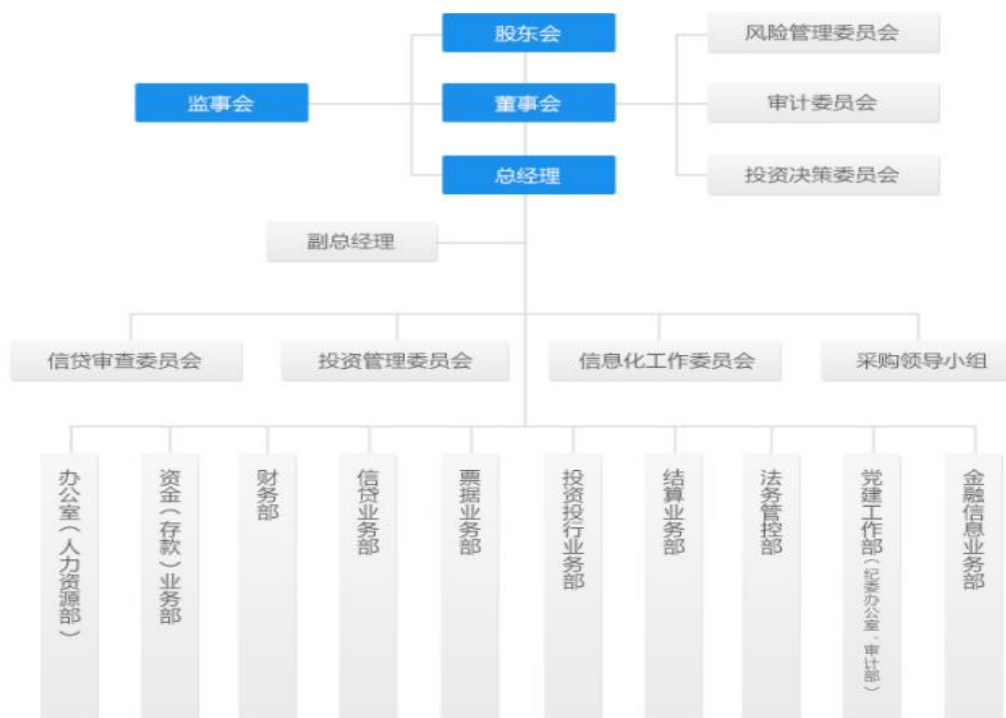 股东会
风险管理委员会
监事会
董事会
审计委员会
总经理
投资决策委员会
副总经理
信贷审查委员会
投资管理委员会
信息化工作委员会
采购领导小组
办公室（人力资源部）
资金（存款）业务部
财务部
信贷业务部
票据业务部
投资投行业务部
结算业务部
法务管控部
党建工作部（纪委办公室、审计部）
金融信息业务部